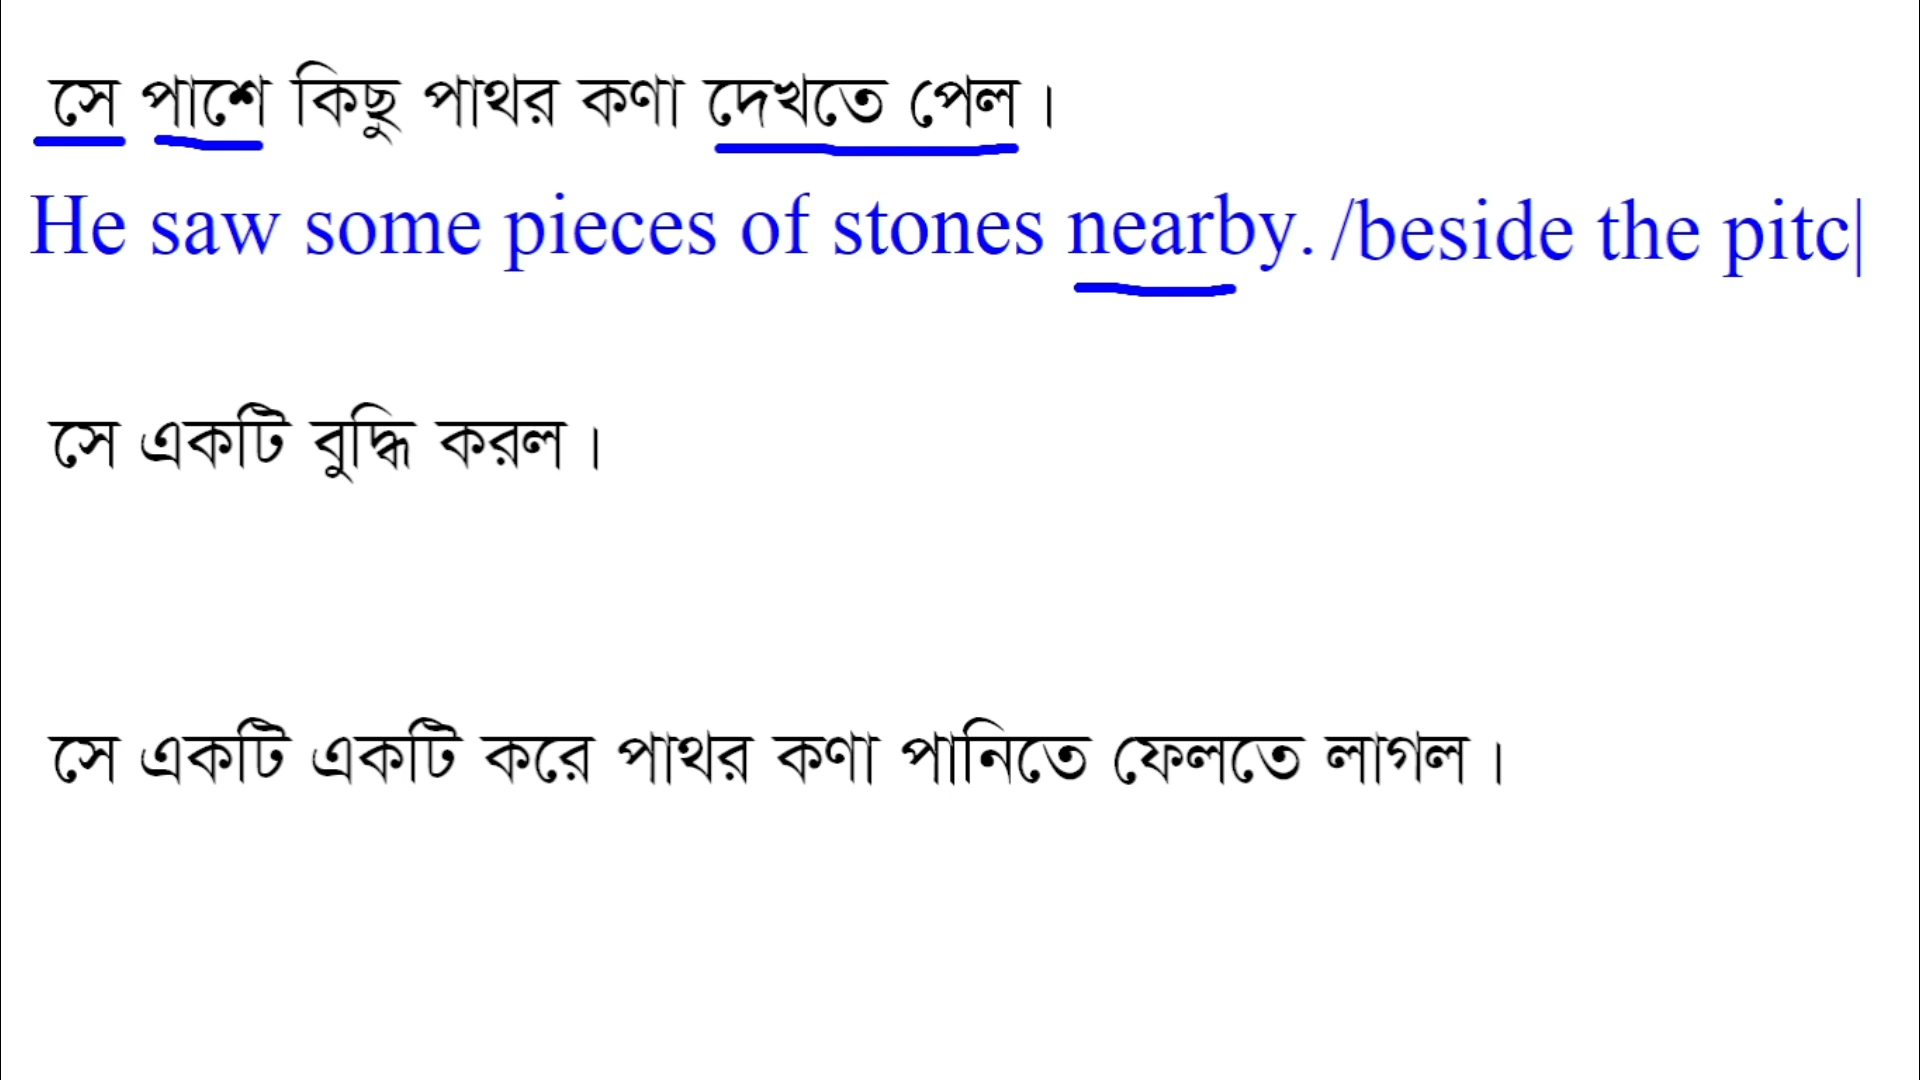 সে পাশে কিছু পাথর কণা দেখতে পেল।
He saw some pieces of stones nearby. /beside the pitc
সে একটি বুদ্ধি করল।
সে একটি একটি করে পাথর কণা পানিতে ফেলতে লাগল।